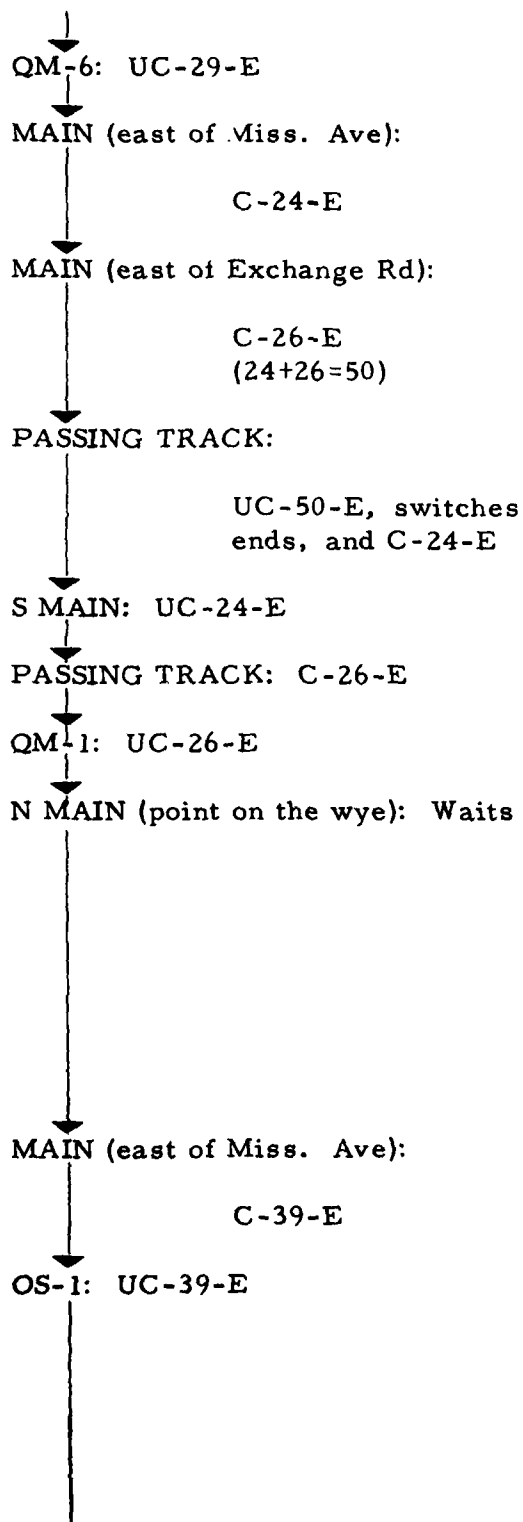 QM-6: UC-29-E
MAIN (east of Miss. Ave):
C-24-E
MAIN (east of Exchange Rd):
C-26-E
(24+26=50)
PASSING TRACK:
UC-50-E, switches
ends, and C-24-E
S MAIN: UC-24-E
PASSING TRACK: C-26-E
QM-1: UC-26-E
N MAIN (point on the wye): Waits
MAIN (east of Miss. Ave):
C-39-E
OS-1: UC-39-E